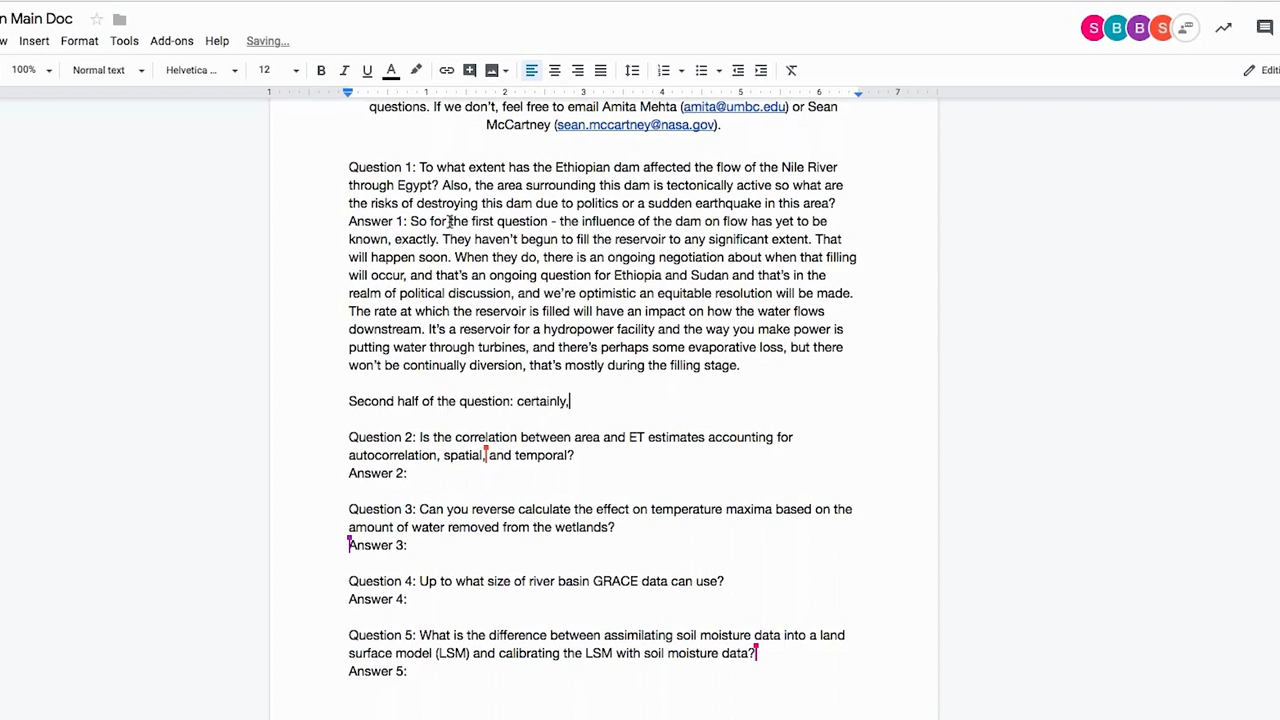 n Main Doc
S B B S
w Insert Format Tools Add-ons Help Saving...
100% Normal text Helvetica ... 12 B I U A Editi
1 1 2 3 4 5 6 7
questions. If we don't, feel free to email Amita Mehta (amita@umbc.edu) or Sean
McCartney (sean.mccartney@nasa.gov).
Question 1: To what extent has the Ethiopian dam affected the flow of the Nile River
through Egypt? Also, the area surrounding this dam is tectonically active so what are
the risks of destroying this dam due to politics or a sudden earthquake in this area?
Answer 1: So for the first question - the influence of the dam on flow has yet to be
known, exactly. They haven't begun to fill the reservoir to any significant extent. That
will happen soon. When they do, there is an ongoing negotiation about when that filling
will occur, and that's an ongoing question for Ethiopia and Sudan and that's in the
realm of political discussion, and we're optimistic an equitable resolution will be made.
The rate at which the reservoir is filled will have an impact on how the water flows
downstream. It's a reservoir for a hydropower facility and the way you make power is
putting water through turbines, and there's perhaps some evaporative loss, but there
won't be continually diversion, that's mostly during the filling stage.
Second half of the question: certainly,
Question 2: Is the correlation between area and ET estimates accounting for
autocorrelation, spatial, and temporal?
Answer 2:
Question 3: Can you reverse calculate the effect on temperature maxima based on the
amount of water removed from the wetlands?
Answer 3:
Question 4: Up to what size of river basin GRACE data can use?
Answer 4:
Question 5: What is the difference between assimilating soil moisture data into a land
surface model (LSM) and calibrating the LSM with soil moisture data?
Answer 5: